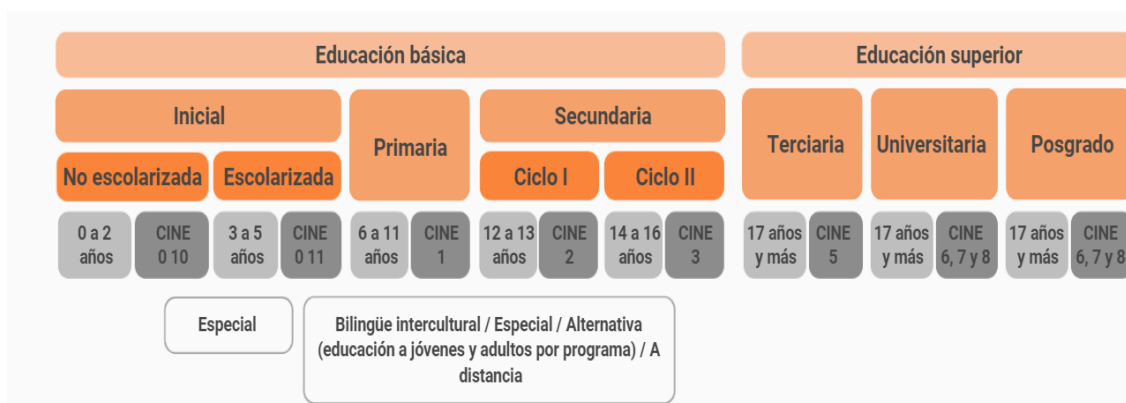 Educación básica
Educación superior
Inicial
Primaria
Secundaria
Terciaria
Universitaria
Posgrado
No escolarizada
Escolarizada
Ciclo I
Ciclo II
0 a 2
años
CINE
0 10
3 a 5
años
CINE
0 11
6 a 11
años
CINE
1
12 a 13
años
CINE
2
14 a 16
años
CINE
3
17 años
y más
CINE
5
17 años
y más
CINE
6, 7 y 8
17 años
y más
CINE
6, 7 y 8
Especial
Bilingüe intercultural / Especial / Alternativa
(educación a jóvenes y adultos por programa) / A
distancia